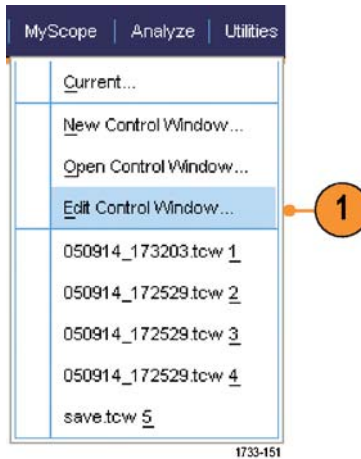 MyScope | Analyze | Utilities
Current...
New Control Window...
Open Control Window...
Edit Control Window...
1
050914_173203.tcw 1
050914_172529.tcw 2
050914_172529.tcw 3
050914_172529.tcw 4
save.tcw 5
1733-151